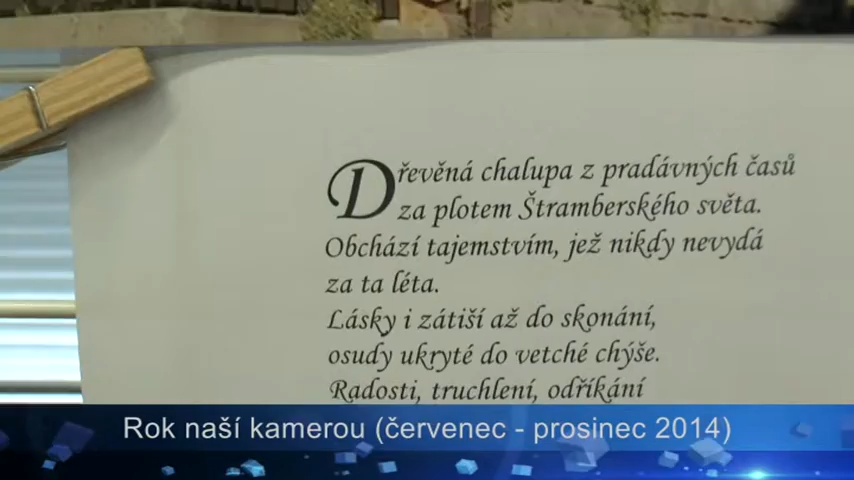 Dřevěná chalupa z pradávných časů
za plotem Štramberského světa.
Obchází tajemstvím, jež nikdy nevydá
za ta léta.
Lásky i zátiší až do skonání,
osudy ukryté do vetché chýše.
Radosti, truchlení, odříkání
Rok naší kamerou (červenec - prosinec 2014)